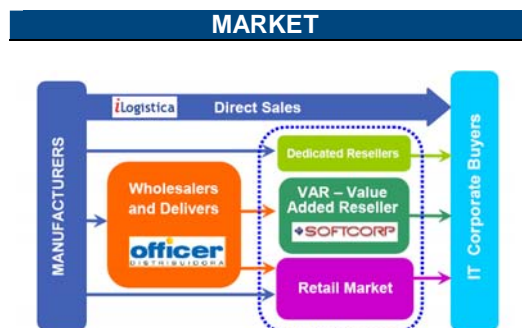 MARKET
iLogistica
Direct Sales
MANUFACTURERS
Dedicated Resellers
Wholesalers
and Delivers
officer
DISTRIBUIDORA
VAR – Value
Added Reseller
SOFTCORP
Retail Market
IT Corporate Buyers